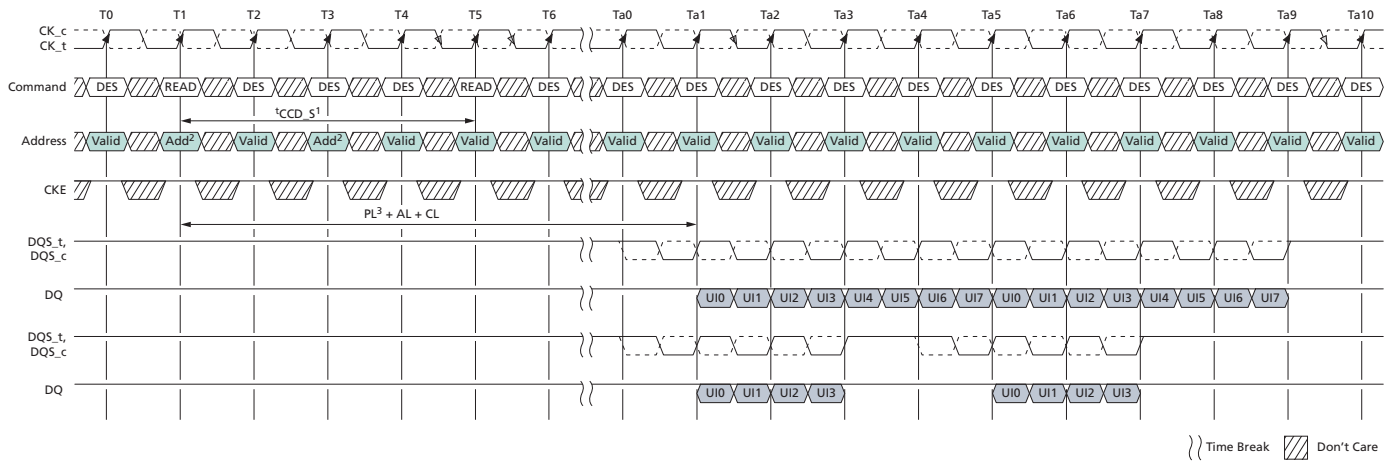 T0 T1 T2 T3 T4 T5 T6 Ta0 Ta1 Ta2 Ta3 Ta4 Ta5 Ta6 Ta7 Ta8 Ta9 Ta10
CK_c
CK_t
Command DES READ DES DES DES READ DES DES DES DES DES DES DES DES DES DES DES DES
tCCD_S1
Address Valid Add2 Valid Add2 Valid Valid Valid Valid Valid Valid Valid Valid Valid Valid Valid Valid Valid Valid
CKE
PL3 + AL + CL
DQS_t,
DQS_c
DQ UI0 UI1 UI2 UI3 UI4 UI5 UI6 UI7 UI0 UI1 UI2 UI3 UI4 UI5 UI6 UI7
DQS_t,
DQS_c
DQ UI0 UI1 UI2 UI3 UI0 UI1 UI2 UI3
Time Break Don't Care